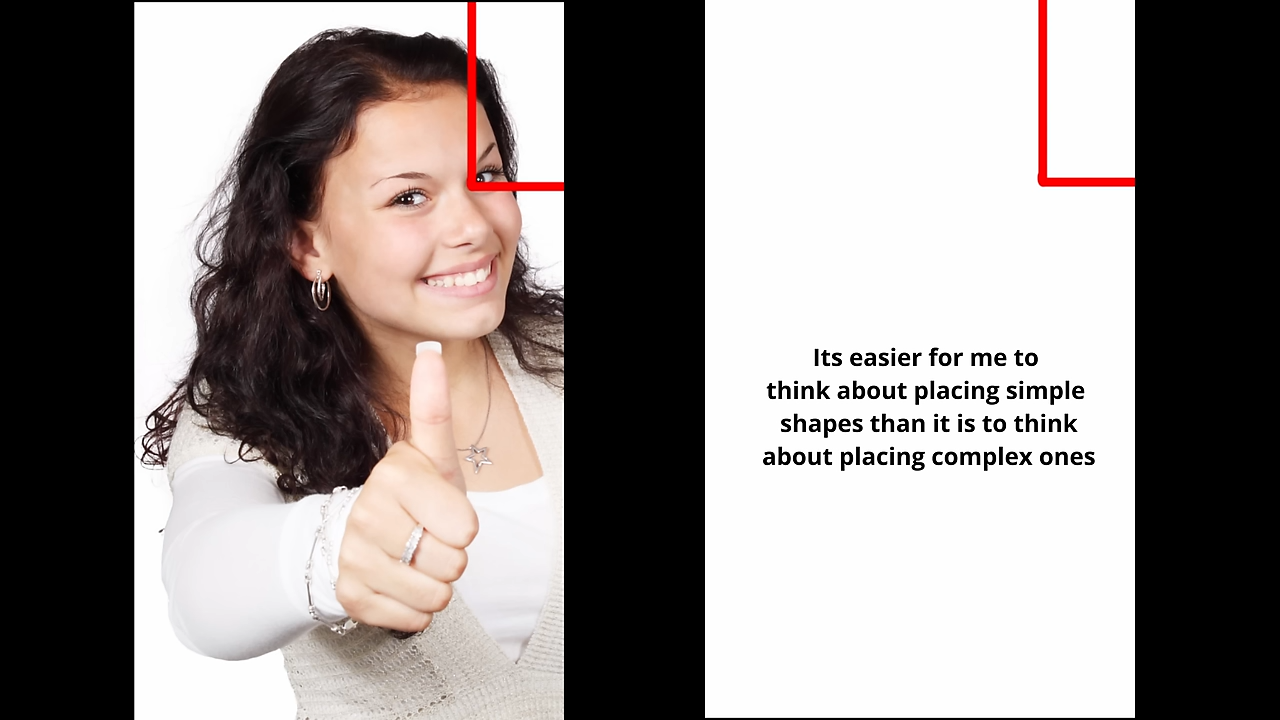 Its easier for me to
think about placing simple
shapes than it is to think
about placing complex ones